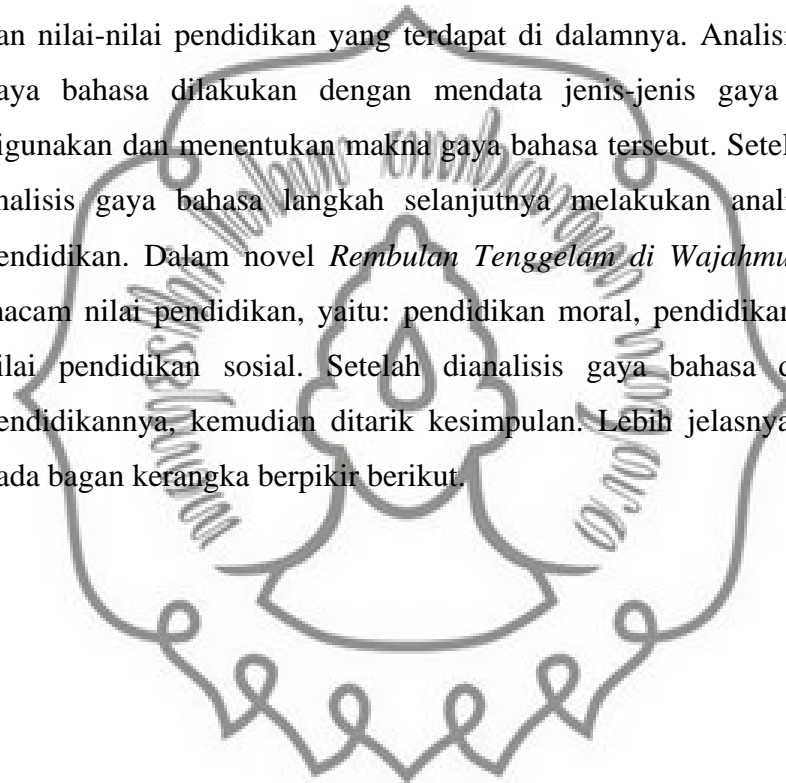 an nilai-nilai pendidikan yang terdapat di dalamnya. Analisis
aya bahasa dilakukan dengan mendata jenis-jenis gaya
igunakan dan menentukan makna gaya bahasa tersebut. Setel
nalisis gaya bahasa langkah selanjutnya melakukan anali
endidikan. Dalam novel Rembulan Tenggelam di Wajahmu
nacam nilai pendidikan, yaitu: pendidikan moral, pendidikan
ilai pendidikan sosial. Setelah dianalisis gaya bahasa d
endidikannya, kemudian ditarik kesimpulan. Lebih jelasnya
ada bagan kerangka berpikir berikut.